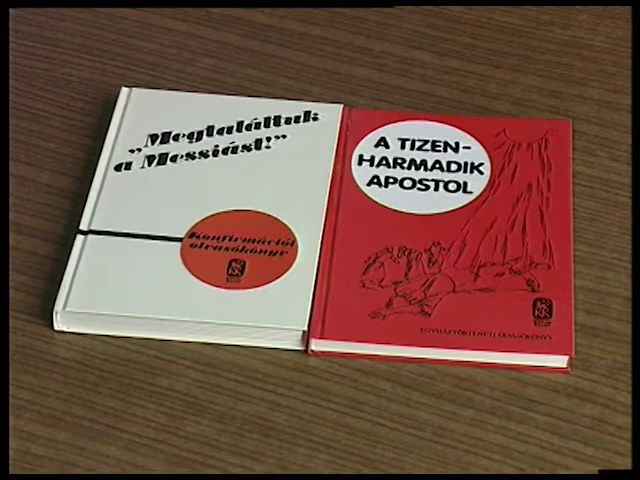 „Megtaláltuk
a Messiást!”
Konfirmációi
olvasókönyv
A TIZEN-
HARMADIK
APOSTOL
EGYHÁZTÖRTÉNETI OLVASÓKÖNYV